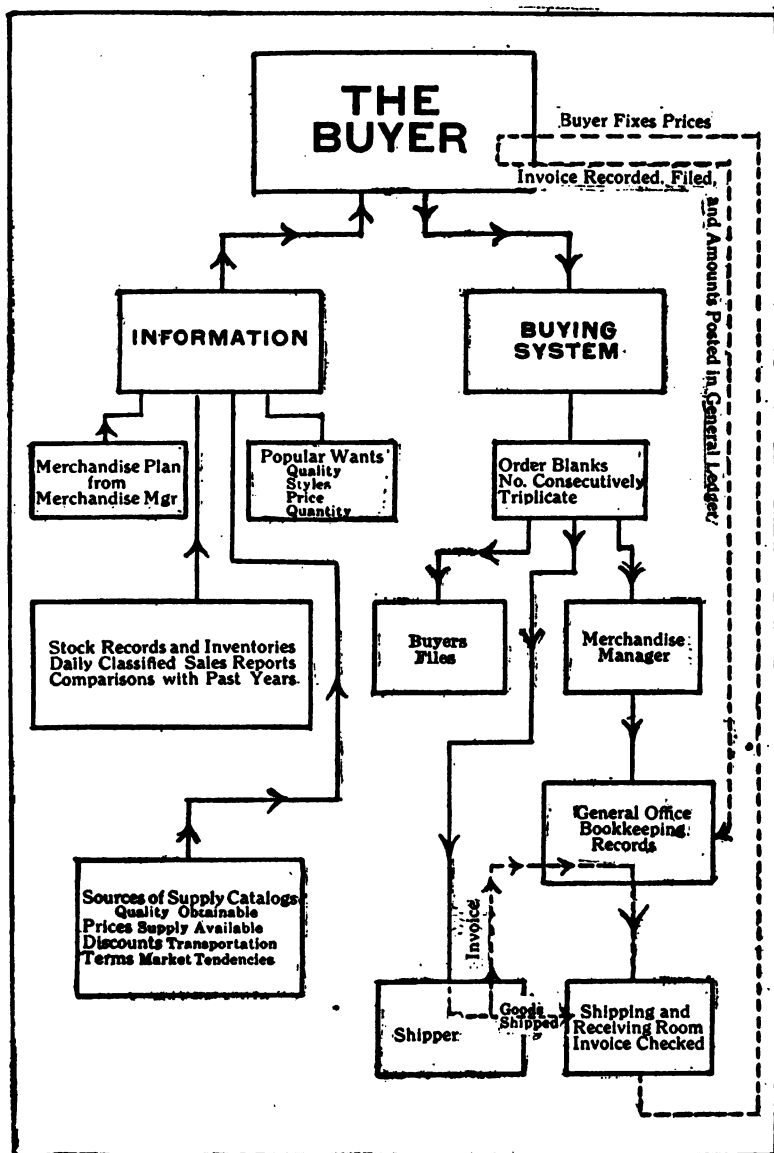 THE
BUYER
Buyer Fixes Prices
Invoice Recorded, Filed,
and Amounts Posted in General Ledger.
INFORMATION
BUYING
SYSTEM
Merchandise Plan
from
Merchandise Mgr
Popular Wants
Quality
Styles
Price
Quantity
Order Blanks
No. Consecutively
Triplicate
Stock Records and Inventories
Daily Classified Sales Reports
Comparisons with Past Years.
Buyers
Files
Merchandise
Manager
General Office
Bookkeeping
Records
Sources of Supply Catalogs
Quality Obtainable
Prices Supply Available
Discounts Transportation
Terms Market Tendencies
Invoice
Shipper
Goods
Shipped
Shipping and
Receiving Room
Invoice Checked